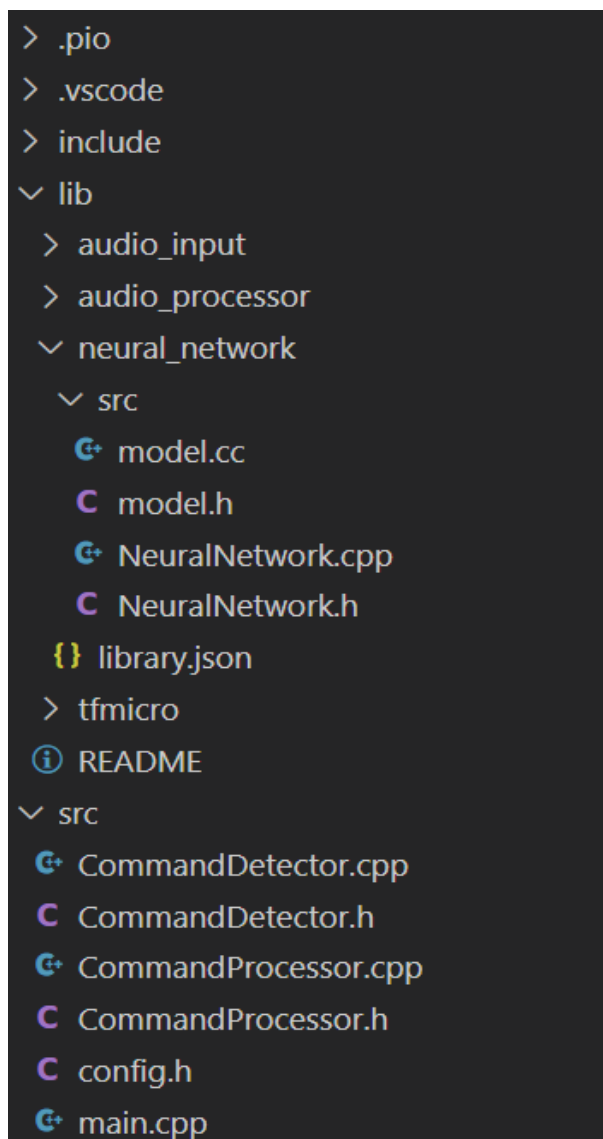 .pio
.vscode
include
lib
audio_input
audio_processor
neural_network
src
model.cc
C model.h
NeuralNetwork.cpp
C NeuralNetwork.h
{} library.json
tfmicro
README
src
CommandDetector.cpp
C CommandDetector.h
CommandProcessor.cpp
C CommandProcessor.h
C config.h
main.cpp